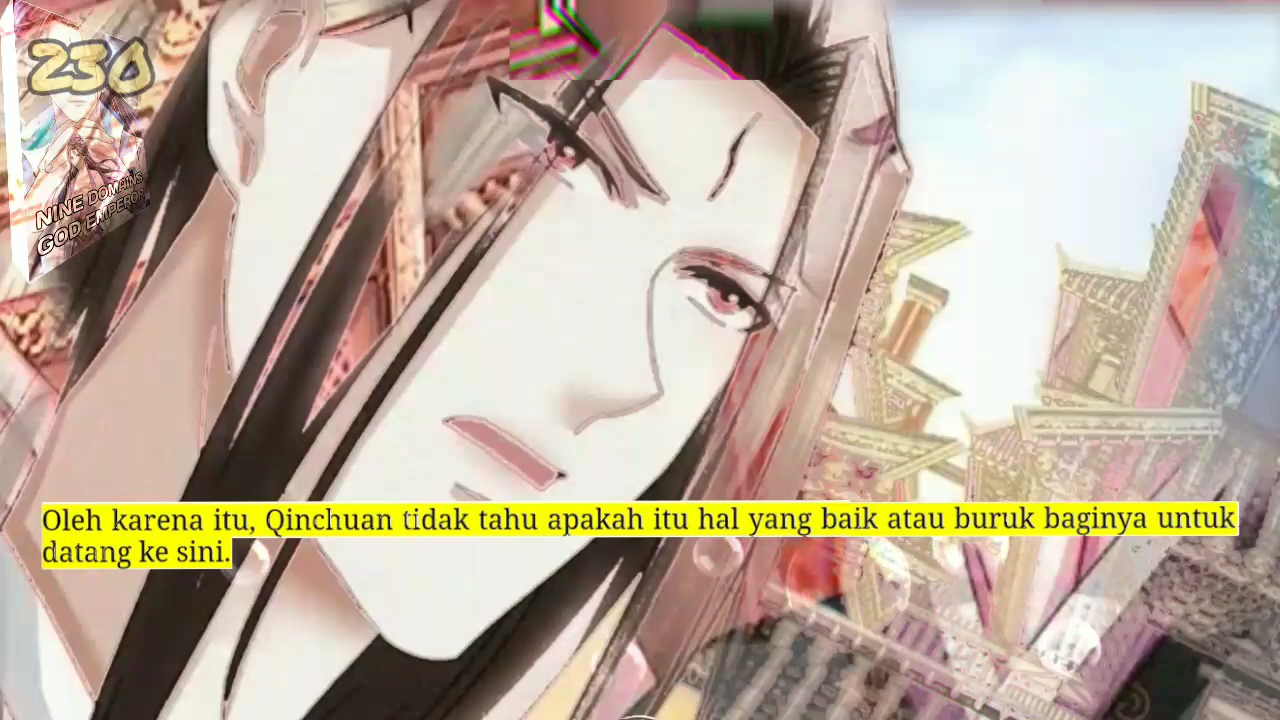 230
NINE DOMAINS
GOD EMPEROR
Oleh karena itu, Qinchuan tidak tahu apakah itu hal yang baik atau buruk baginya untuk
datang ke sini.